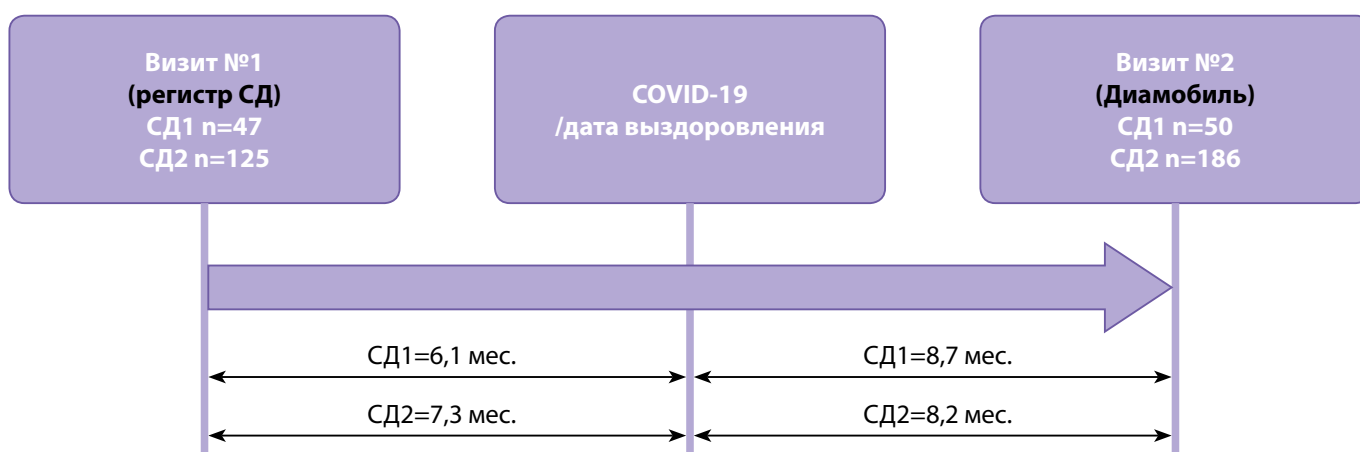 Визит №1
(регистр СД)
СД1 n=47
СД2 n=125
COVID-19
/дата выздоровления
Визит №2
(Диамобиль)
СД1 n=50
СД2 n=186
СД1=6,1 мес.
СД1=8,7 мес.
СД2=7,3 мес.
СД2=8,2 мес.